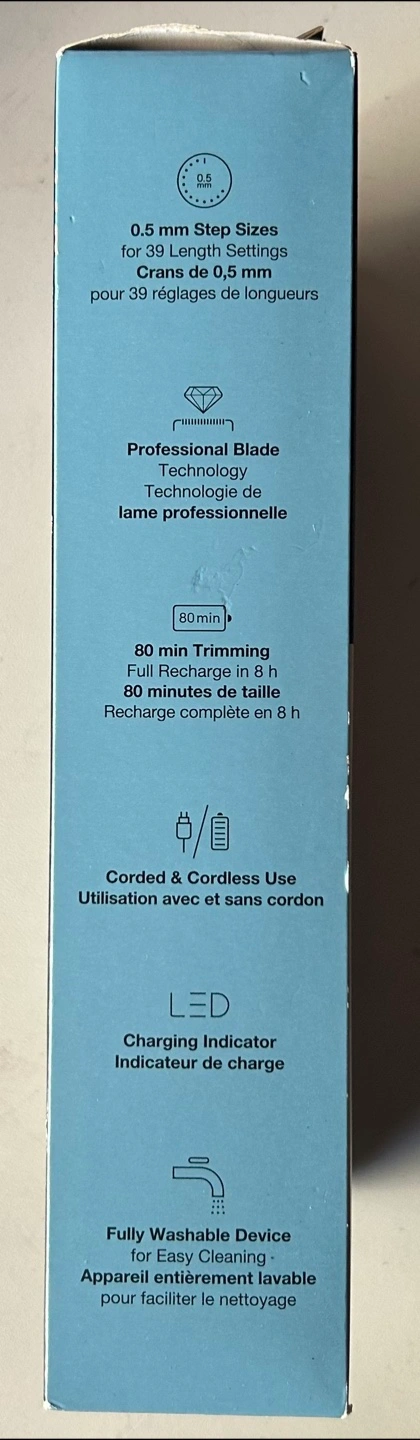 0.5
mm
0.5 mm Step Sizes
for 39 Length Settings
Crans de 0,5 mm
pour 39 réglages de longueurs
Professional Blade
Technology
Technologie de
lame professionnelle
80 min
80 min Trimming
Full Recharge in 8 h
80 minutes de taille
Recharge complète en 8 h
Corded & Cordless Use
Utilisation avec et sans cordon
LED
Charging Indicator
Indicateur de charge
Fully Washable Device
for Easy Cleaning -
Appareil entièrement lavable
pour faciliter le nettoyage